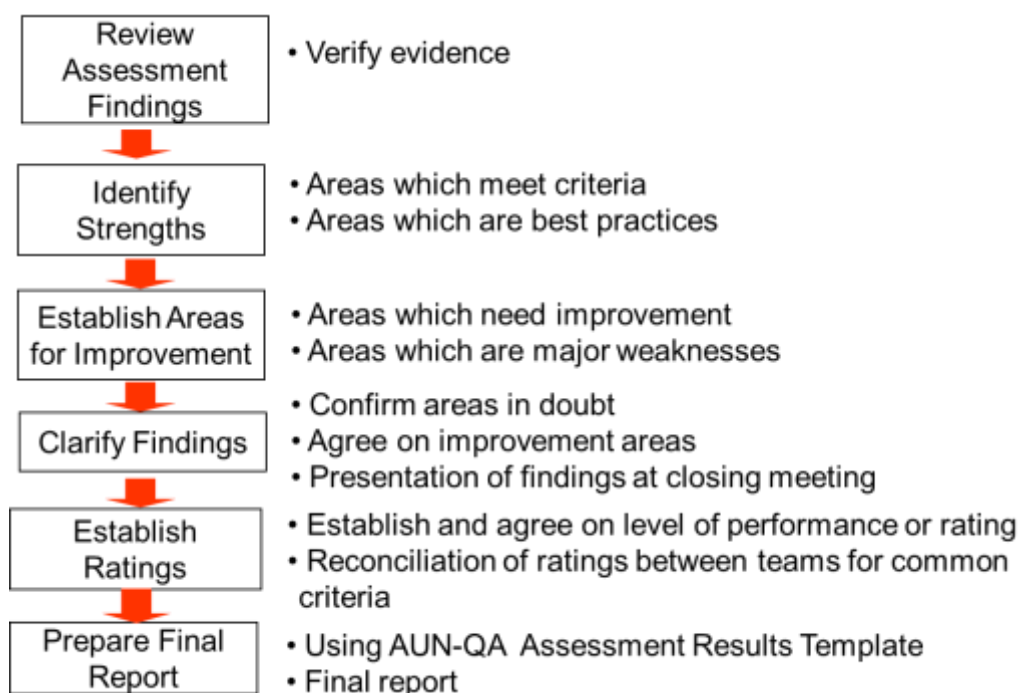 Review
Assessment
Findings
• Verify evidence
Identify
Strengths
• Areas which meet criteria
• Areas which are best practices
Establish Areas
for Improvement
• Areas which need improvement
• Areas which are major weaknesses
Clarify Findings
• Confirm areas in doubt
• Agree on improvement areas
• Presentation of findings at closing meeting
Establish
Ratings
• Establish and agree on level of performance or rating
• Reconciliation of ratings between teams for common
criteria
Prepare Final
Report
• Using AUN-QA Assessment Results Template
• Final report